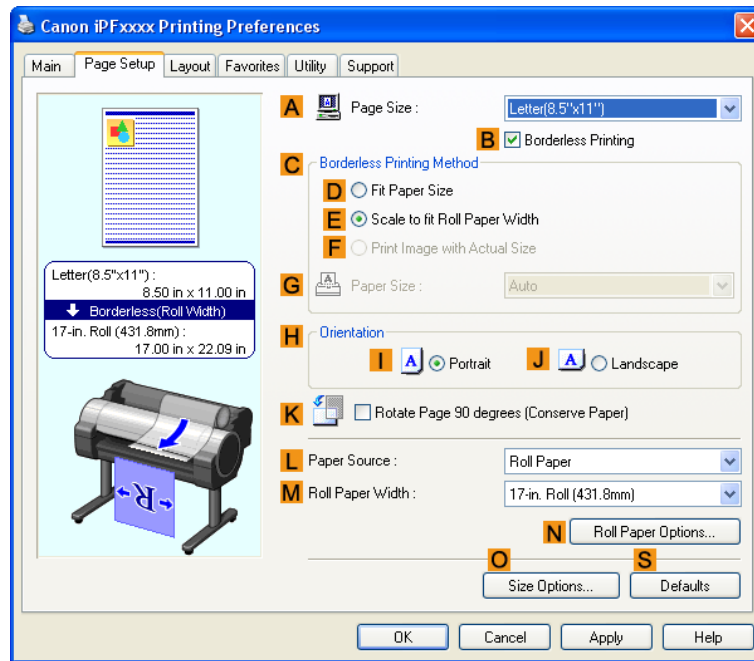 Canon iPFxxxx Printing Preferences
Main Page Setup Layout Favorites Utility Support
A Page Size : Letter(8.5"x11")
B Borderless Printing
C Borderless Printing Method
D Fit Paper Size
E Scale to fit Roll Paper Width
F Print Image with Actual Size
G Paper Size : Auto
Letter(8.5"x11") :
8.50 in x 11.00 in
Borderless(Roll Width)
17-in. Roll (431.8mm) :
17.00 in x 22.09 in
H Orientation
I A Portrait J A Landscape
K Rotate Page 90 degrees (Conserve Paper)
L Paper Source : Roll Paper
M Roll Paper Width : 17-in. Roll (431.8mm)
R
N Roll Paper Options...
O S
Size Options... Defaults
OK Cancel Apply Help